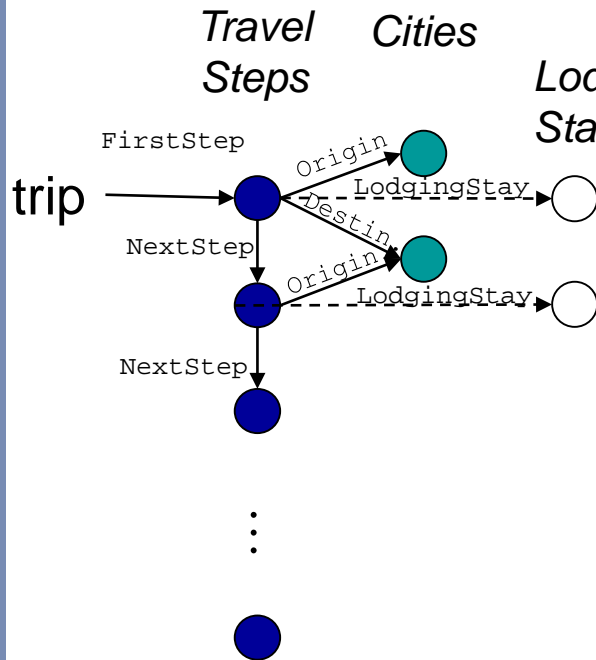 Travel
Steps
Cities
FirstStep
Origin
trip
LodgingStay
Destin.
NextStep
Origin
LodgingStay
NextStep